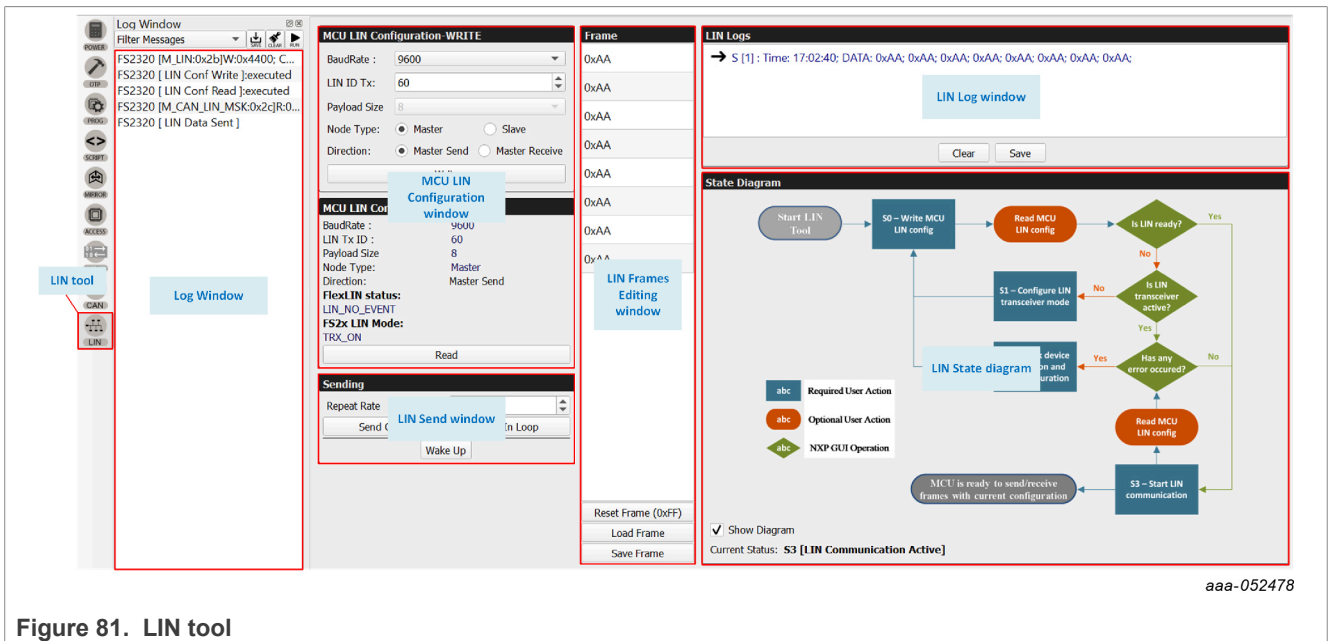 Log Window
Filter Messages
SAVE
CLEAR
RUN
FS2320 [M_LIN:0x2b]W:0x4400; C...
FS2320 [ LIN Conf Write ]:executed
FS2320 [ LIN Conf Read ]:executed
FS2320 [M_CAN_LIN_MSK:0x2c]R:0...
FS2320 [ LIN Data Sent ]
Log Window
POWER
OTP
PROG
SCRIPT
MIRROR
ACCESS
LIN tool
CAN
LIN
MCU LIN Configuration-WRITE
BaudRate :
9600
LIN ID Tx:
60
Payload Size
8
Node Type:
Master
Slave
Direction:
Master Send
Master Receive
MCU LIN
Configuration
window
MCU LIN Con
BaudRate :
9600
LIN Tx ID :
60
Payload Size
8
Node Type:
Master
Direction:
Master Send
FlexLIN status:
LIN_NO_EVENT
FS2x LIN Mode:
TRX_ON
Read
Sending
Repeat Rate
LIN Send window
Send
In Loop
Wake Up
Frame
0xAA
0xAA
0xAA
0xAA
0xAA
0xAA
0xAA
0xAA
LIN Frames
Editing
window
Reset Frame (0xFF)
Load Frame
Save Frame
LIN Logs
➔ S [1] : Time: 17:02:40; DATA: 0xAA; 0xAA; 0xAA; 0xAA; 0xAA; 0xAA; 0xAA; 0xAA;
LIN Log window
Clear
Save
State Diagram
Start LIN
Tool
S0 – Write MCU
LIN config
Read MCU
LIN config
Is LIN ready?
Yes
No
S1 – Configure LIN
transceiver mode
No
Is LIN
transceiver
active?
Yes
device
on and
uration
LIN State diagram
Yes
Has any
error occured?
No
abc
Required User Action
abc
Optional User Action
abc
NXP GUI Operation
Read MCU
LIN config
MCU is ready to send/receive
frames with current configuration
S3 – Start LIN
communication
Show Diagram
Current Status: S3 [LIN Communication Active]
aaa-052478
Figure 81. LIN tool